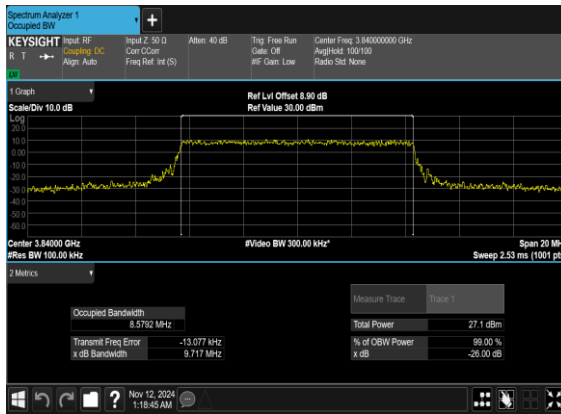 Spectrum Analyzer 1
Occupied BW
KEYSIGHT Input: RF Input Z: 50 Ω Atten: 40 dB Trig: Free Run Center Freq: 3.840000000 GHz
R T Coupling: DC Corr CCorr Gate: Off Avg|Hold: 100/100
Align: Auto Freq Ref: Int (S) #IF Gain: Low Radio Std: None
LXI
1 Graph
Ref Lvl Offset 8.90 dB
Scale/Div 10.0 dB Ref Value 30.00 dBm
Log
20.0
10.0
0.00
-10.0
-20.0
-30.0
-40.0
-50.0
-60.0
Center 3.84000 GHz #Video BW 300.00 kHz* Span 20 MH
#Res BW 100.00 kHz Sweep 2.53 ms (1001 pt
2 Metrics
Measure Trace Trace 1
Occupied Bandwidth
8.5792 MHz Total Power 27.1 dBm
Transmit Freq Error -13.077 kHz % of OBW Power 99.00 %
x dB Bandwidth 9.717 MHz x dB -26.00 dB
Nov 12, 2024
1:18:45 AM